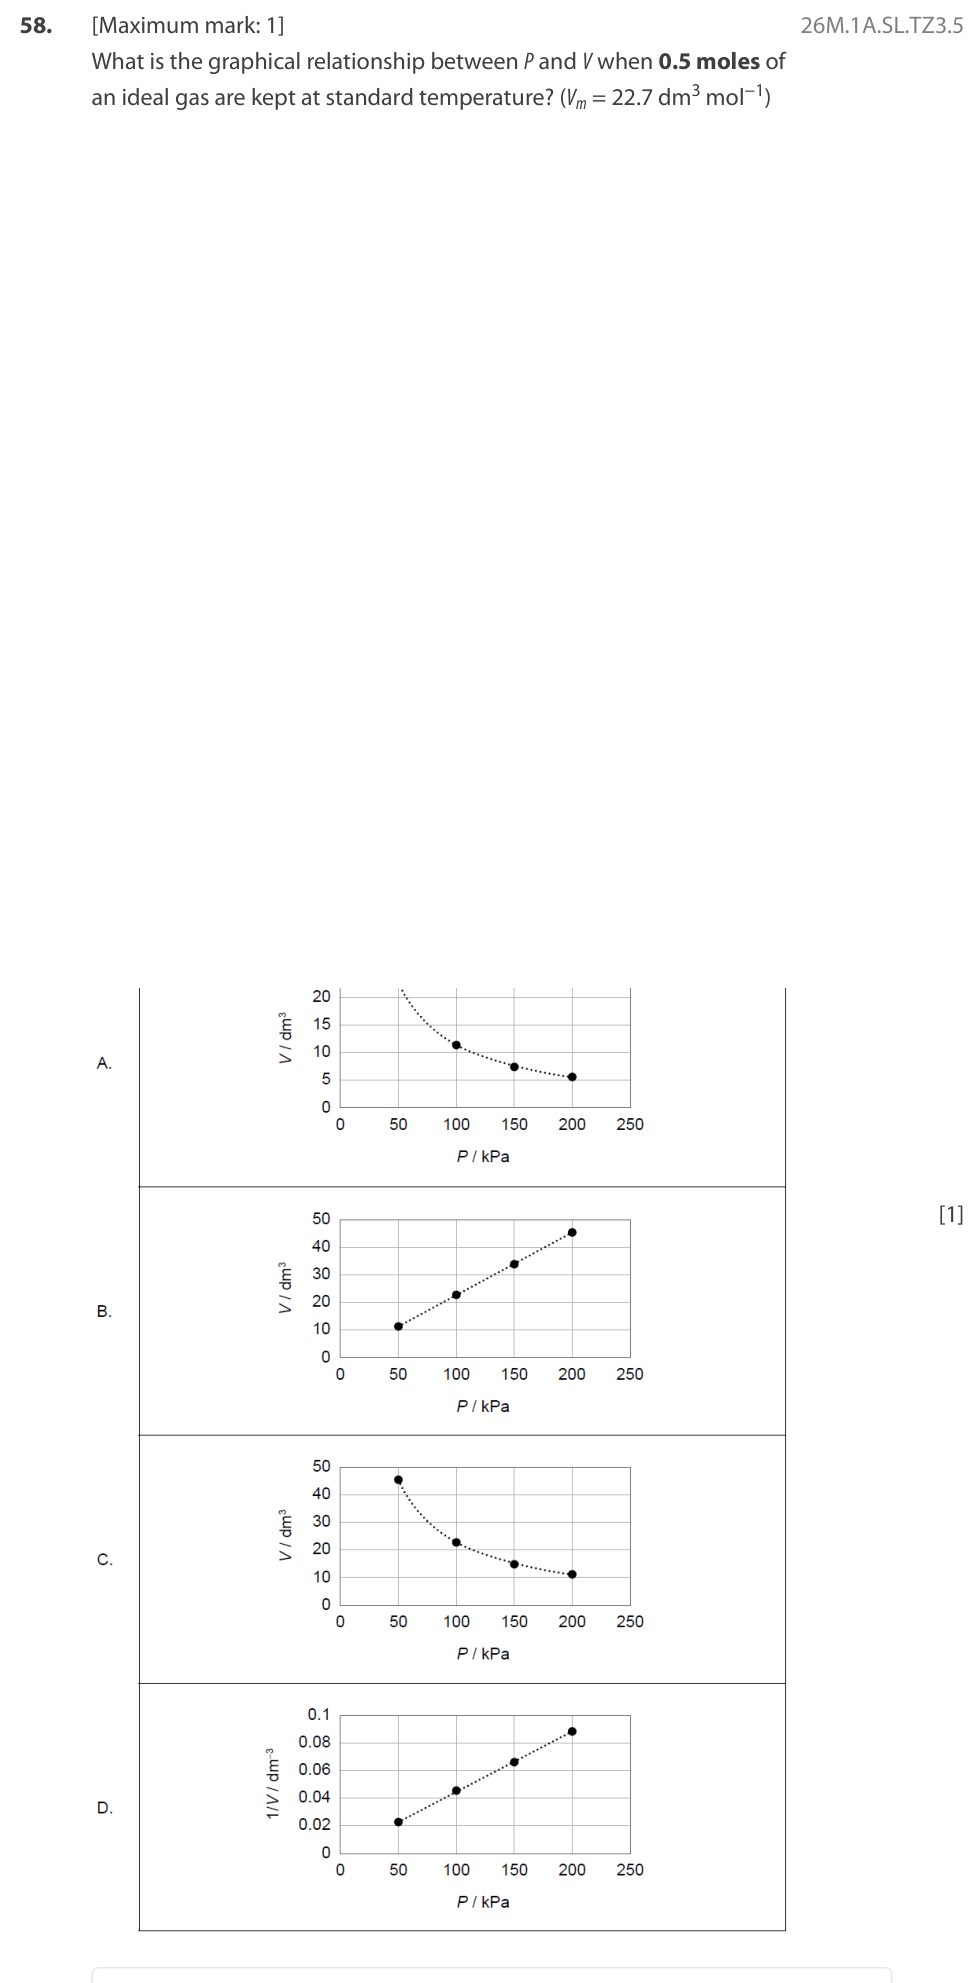 58. [Maximum mark: 1] 26M.1A.SL.TZ3.5
What is the graphical relationship between P and V when 0.5 moles of
an ideal gas are kept at standard temperature? (Vm = 22.7 dm³ mol⁻¹)
A.
V / dm³
20
15
10
5
0
0 50 100 150 200 250
P / kPa
[1]
B.
V / dm³
50
40
30
20
10
0
0 50 100 150 200 250
P / kPa
C.
V / dm³
50
40
30
20
10
0
0 50 100 150 200 250
P / kPa
D.
1/V / dm⁻³
0.1
0.08
0.06
0.04
0.02
0
0 50 100 150 200 250
P / kPa